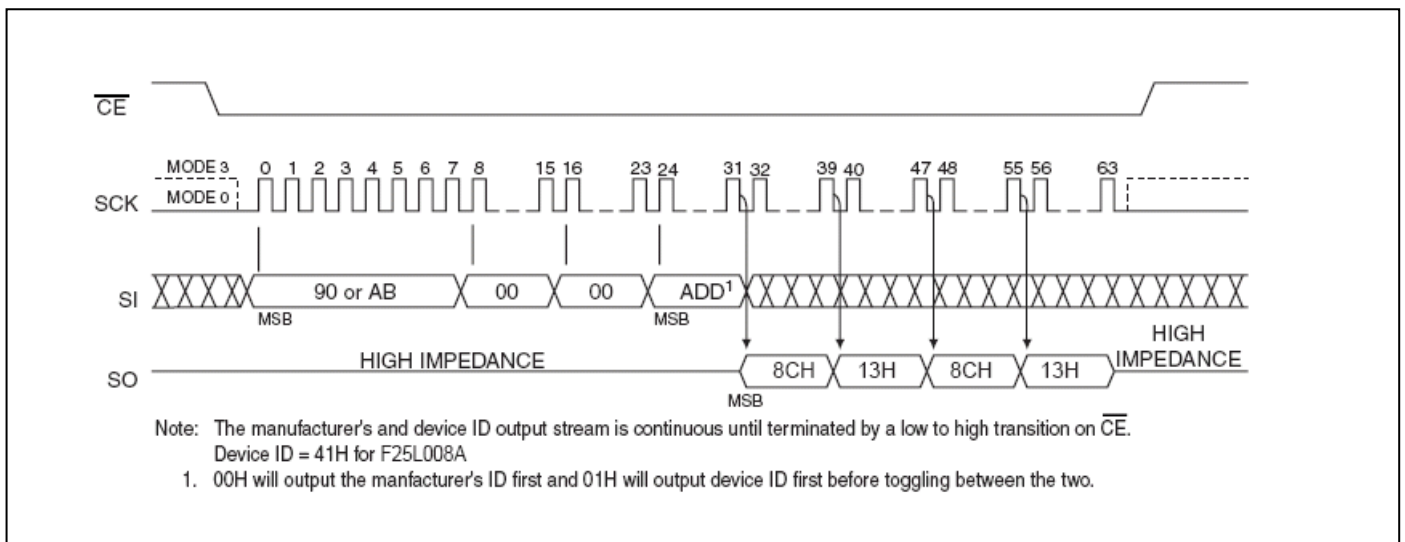 CE
MODE 3 0 1 2 3 4 5 6 7 8 15 16 23 24 31 32 39 40 47 48 55 56 63
SCK MODE 0
SI 90 or AB 00 00 ADD1
MSB MSB
HIGH
SO HIGH IMPEDANCE 8CH 13H 8CH 13H IMPEDANCE
MSB
Note: The manufacturer's and device ID output stream is continuous until terminated by a low to high transition on CE.
Device ID = 41H for F25L008A
1. 00H will output the manfacturer's ID first and 01H will output device ID first before toggling between the two.